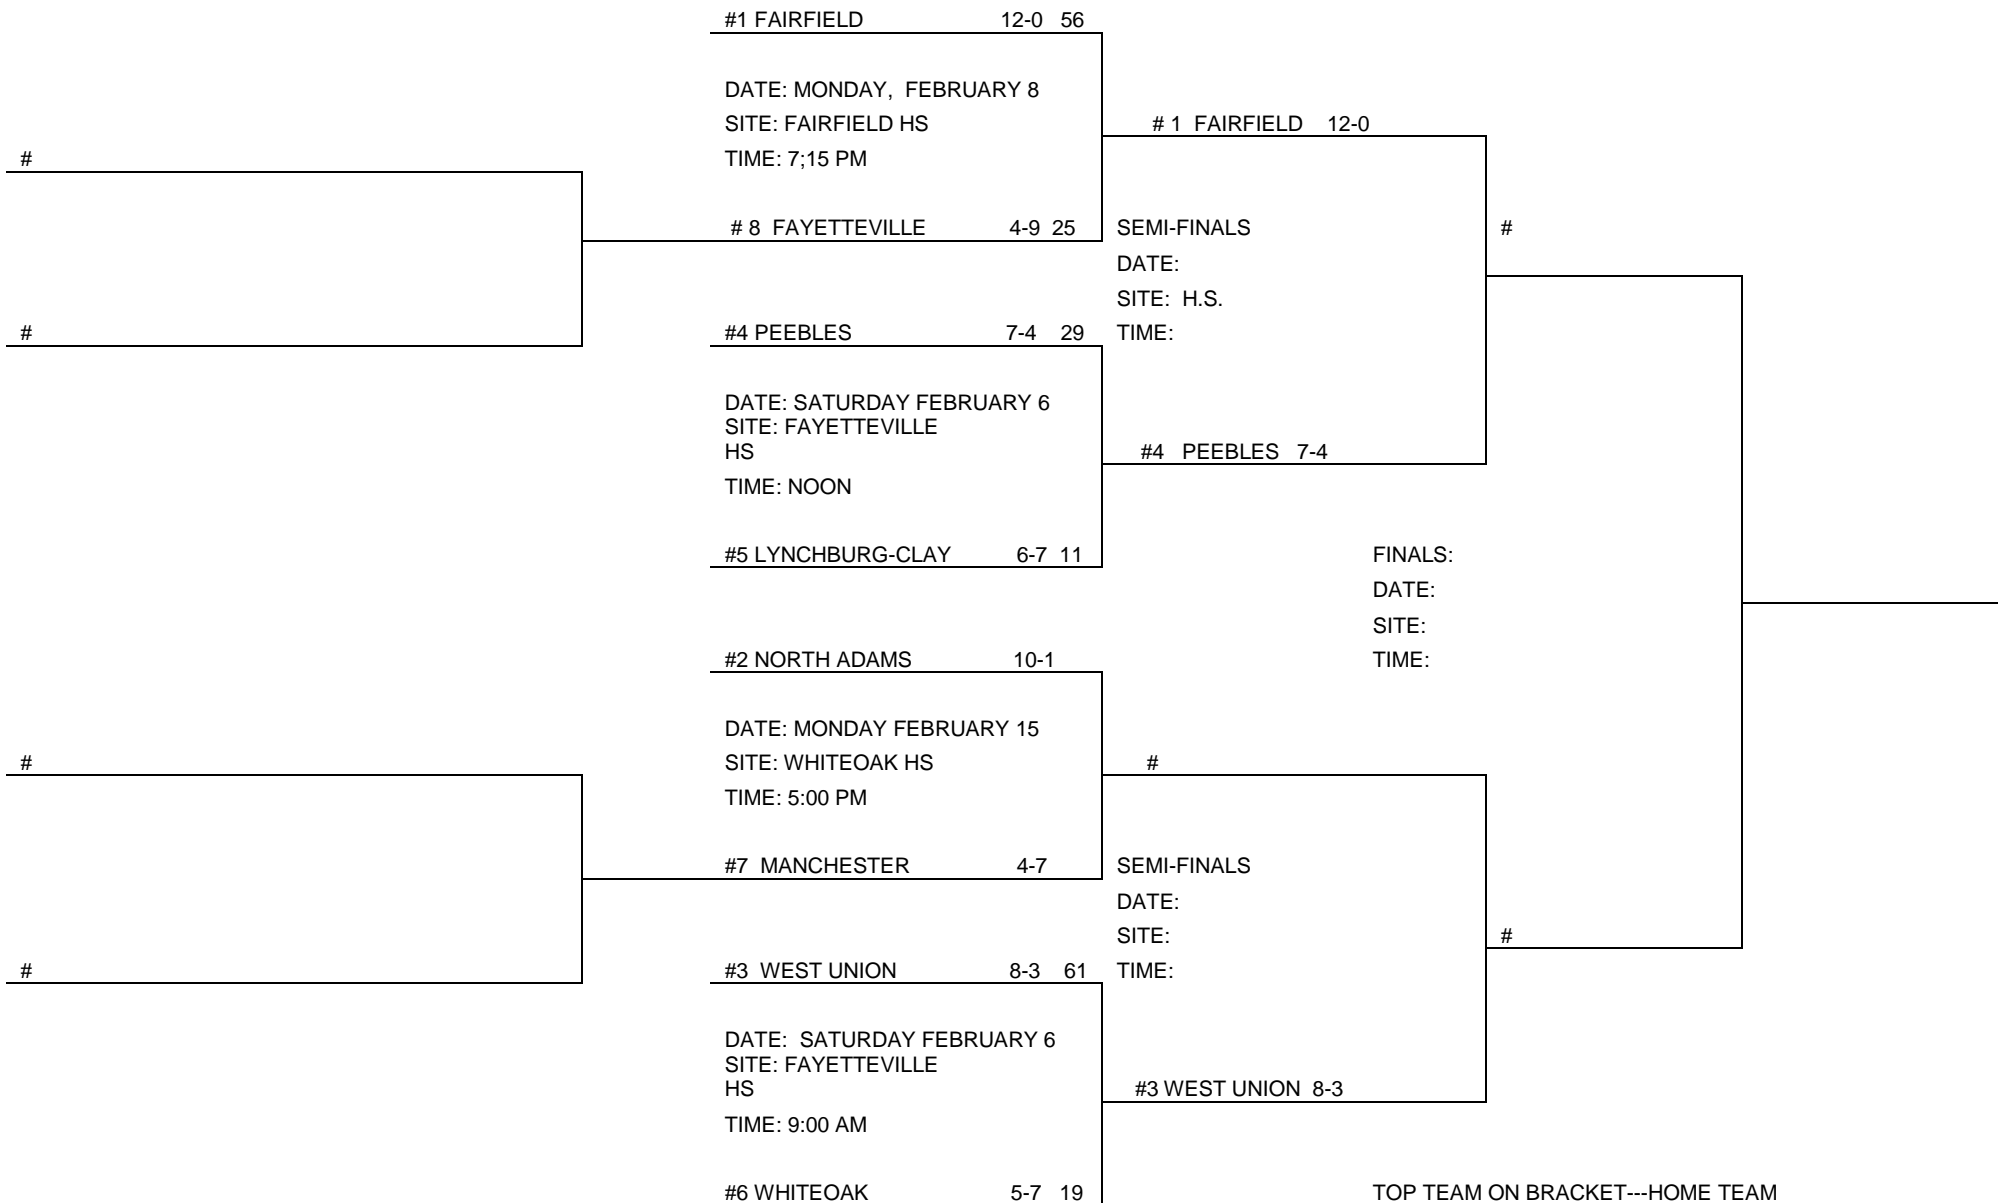 #1 FAIRFIELD 12-0 56
DATE: MONDAY, FEBRUARY 8
SITE: FAIRFIELD HS
# 1 FAIRFIELD 12-0
#
TIME: 7;15 PM
# 8 FAYETTEVILLE 4-9 25
SEMI-FINALS
#
DATE:
SITE: H.S.
#
#4 PEEBLES 7-4 29
TIME:
DATE: SATURDAY FEBRUARY 6
SITE: FAYETTEVILLE
HS
#4 PEEBLES 7-4
TIME: NOON
#5 LYNCHBURG-CLAY 6-7 11
FINALS:
DATE:
SITE:
#2 NORTH ADAMS 10-1
TIME:
DATE: MONDAY FEBRUARY 15
#
SITE: WHITEOAK HS
#
TIME: 5:00 PM
#7 MANCHESTER 4-7
SEMI-FINALS
DATE:
SITE:
#
#
#3 WEST UNION 8-3 61
TIME:
DATE: SATURDAY FEBRUARY 6
SITE: FAYETTEVILLE
HS
#3 WEST UNION 8-3
TIME: 9:00 AM
#6 WHITEOAK 5-7 19
TOP TEAM ON BRACKET---HOME TEAM